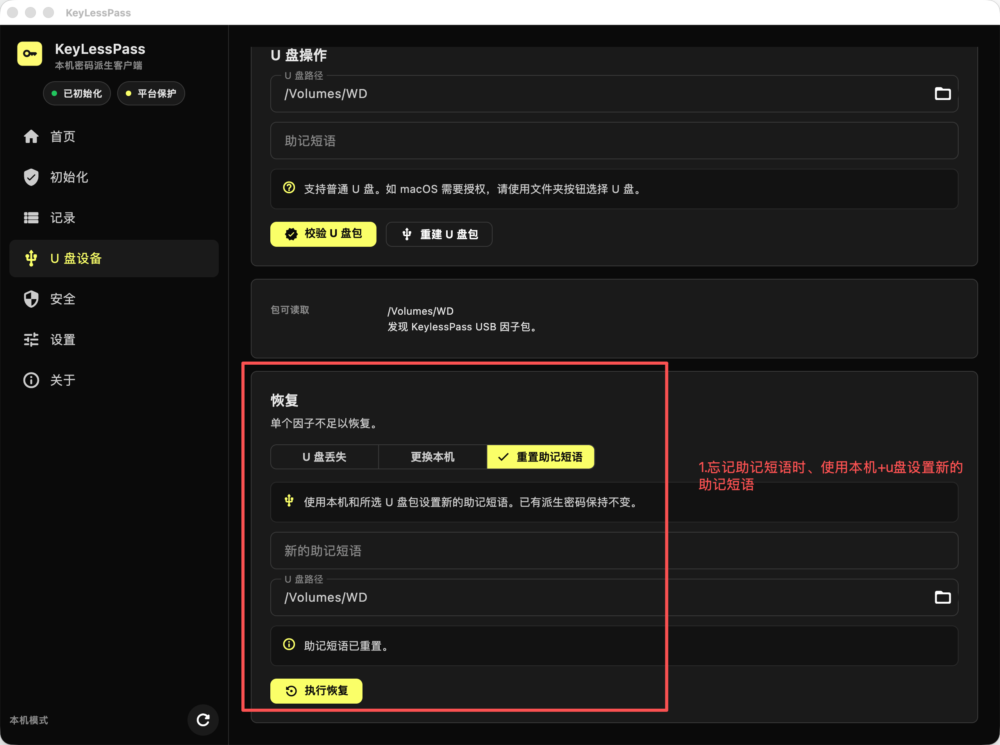 KeyLessPass
KeyLessPass
本机密码派生客户端
已初始化
平台保护
首页
初始化
记录
U 盘设备
安全
设置
关于
本机模式
U 盘操作
U 盘路径
/Volumes/WD
助记短语
支持普通 U 盘。如 macOS 需要授权，请使用文件夹按钮选择 U 盘。
校验 U 盘包
重建 U 盘包
包可读取
/Volumes/WD
发现 KeylessPass USB 因子包。
恢复
单个因子不足以恢复。
U 盘丢失
更换本机
重置助记短语
使用本机和所选 U 盘包设置新的助记短语。已有派生密码保持不变。
新的助记短语
U 盘路径
/Volumes/WD
助记短语已重置。
执行恢复
1.忘记助记短语时、使用本机+u盘设置新的
助记短语